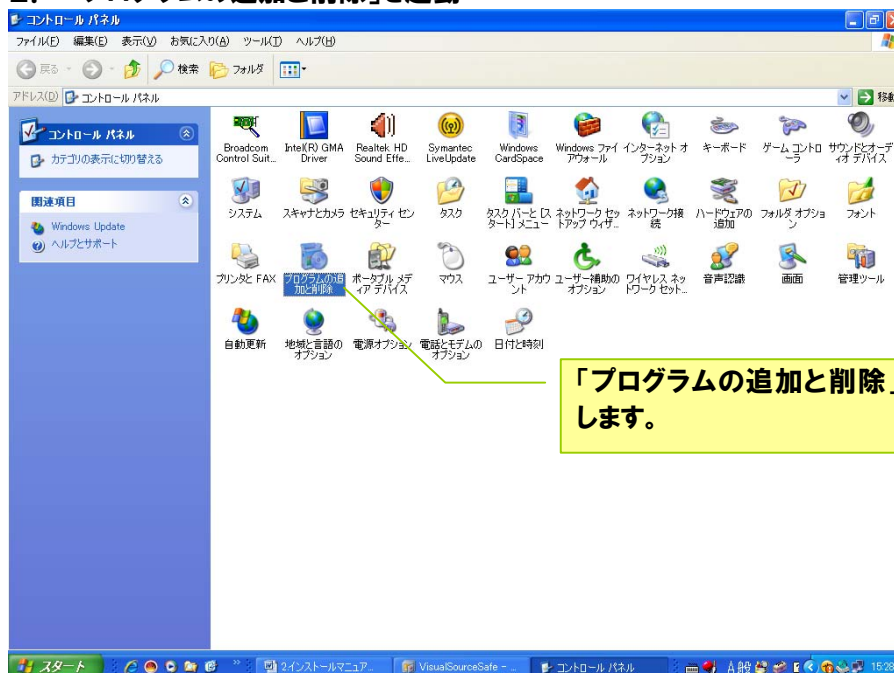 コントロール パネル
ファイル(F) 編集(E) 表示(V) お気に入り(A) ツール(T) ヘルプ(H)
戻る 検索 フォルダ
アドレス(D) コントロール パネル 移動
コントロール パネル
カテゴリの表示に切り替える
関連項目
Windows Update
ヘルプとサポート
Broadcom Control Suit... Intel(R) GMA Driver Realtek HD Sound Effe... Symantec LiveUpdate Windows CardSpace Windows ファイアウォール インターネット オプション キーボード ゲーム コントローラ サウンドとオーディオ デバイス
システム スキャナとカメラ セキュリティ センター タスク タスク バーと [スタート] メニュー ネットワーク セットアップ ウィザ... ネットワーク接続 ハードウェアの追加 フォルダ オプション フォント
プリンタと FAX プログラムの追加と削除 ポータブル メディア デバイス マウス ユーザー アカウント ユーザー補助のオプション ワイヤレス ネットワーク セット... 音声認識 画面 管理ツール
自動更新 地域と言語のオプション 電源オプション 電話とモデムのオプション 日付と時刻
「プログラムの追加と削除」
します。
スタート 2インストールマニュア... VisualSourceSafe - ... コントロール パネル A 般 15:28